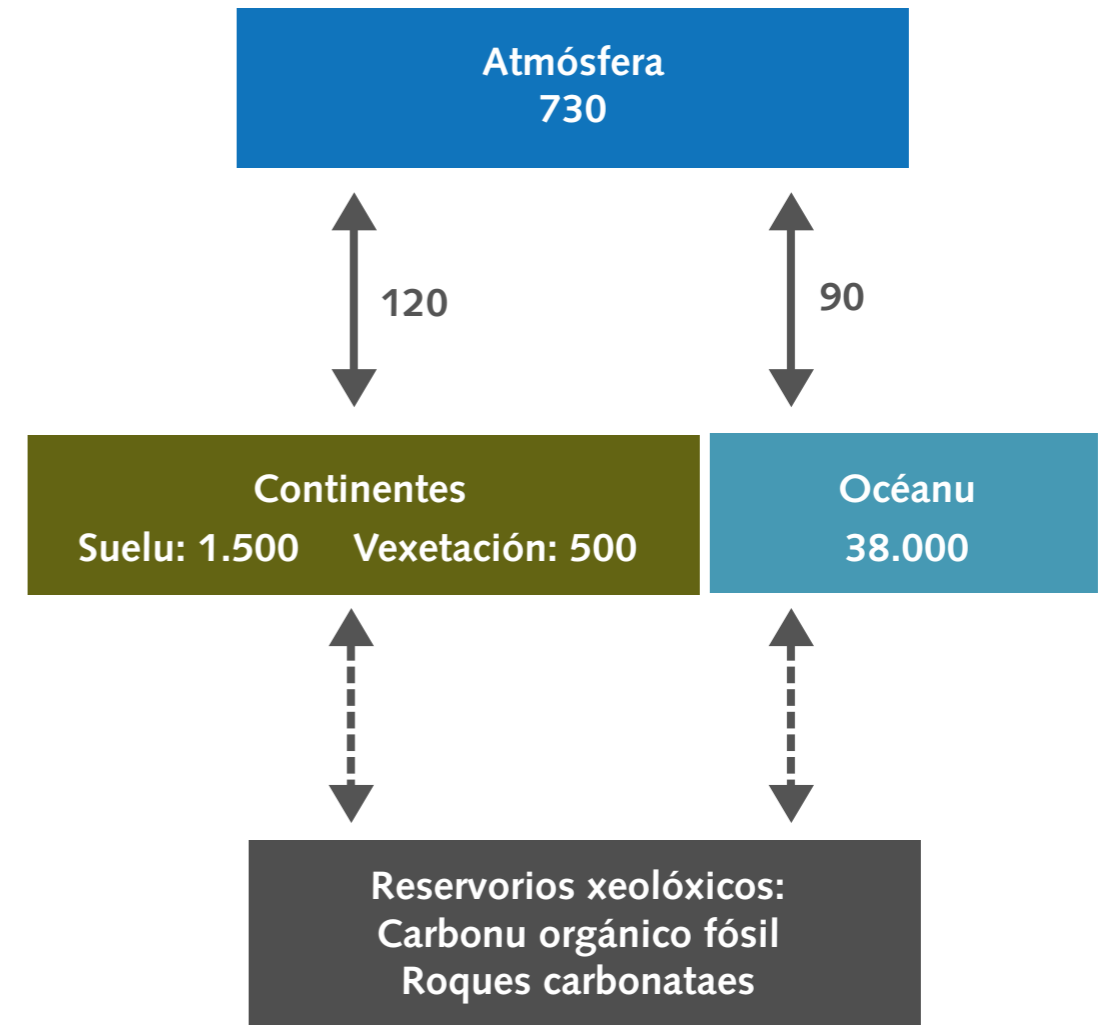 Atmósfera
730
120
90
Continentes
Suelu: 1.500 Vexetación: 500
Océanu
38.000
Reservorios xeolóxicos:
Carbonu orgánico fósil
Roques carbonataes